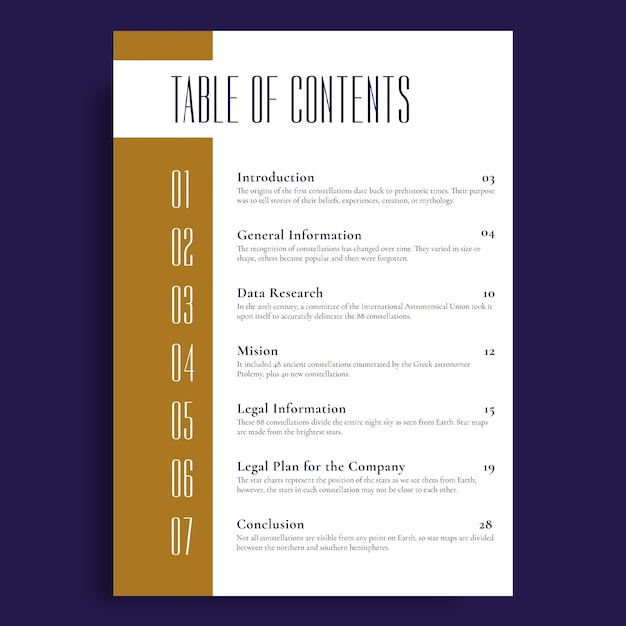 TABLE OF CONTENTS
01
Introduction 03
The origins of the first constellations date back to prehistoric times. Their purpose
was to tell stories of their beliefs, experiences, creation, or mythology.
02
General Information 04
The recognition of constellations has changed over time. They varied in size or
shape, others became popular and then were forgotten.
03
Data Research 10
In the 20th century, a committee of the International Astronomical Union took it
upon itself to accurately delineate the 88 constellations.
04
Mision 12
It included 48 ancient constellations enumerated by the Greek astronomer
Ptolemy, plus 40 new constellations.
05
Legal Information 15
These 88 constellations divide the entire night sky as seen from Earth. Star maps
are made from the brightest stars.
06
Legal Plan for the Company 19
The star charts represent the position of the stars as we see them from Earth;
however, the stars in each constellation may not be close to each other.
07
Conclusion 28
Not all constellations are visible from any point on Earth, so star maps are divided
between the northern and southern hemispheres.